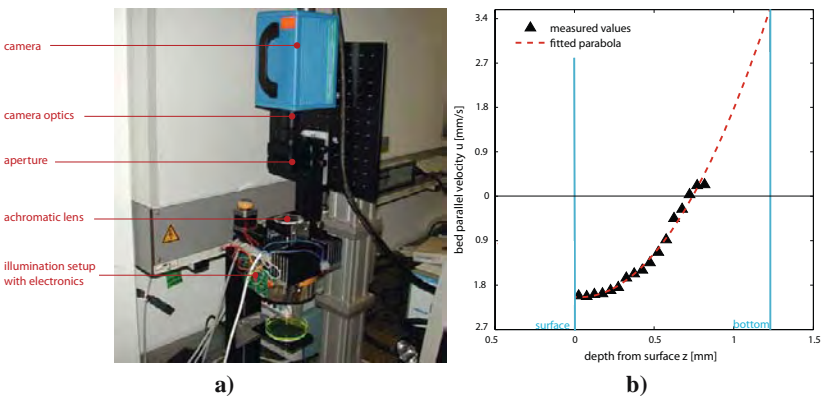 camera
camera optics
aperture
achromatic lens
illumination setup
with electronics
a)
measured values
fitted parabola
bed parallel velocity u [mm/s]
3.4
2.7
1.8
0.9
0
0.9
1.8
2.7
surface
bottom
0.5
0
0.5
1
1.5
depth from surface z [mm]
b)